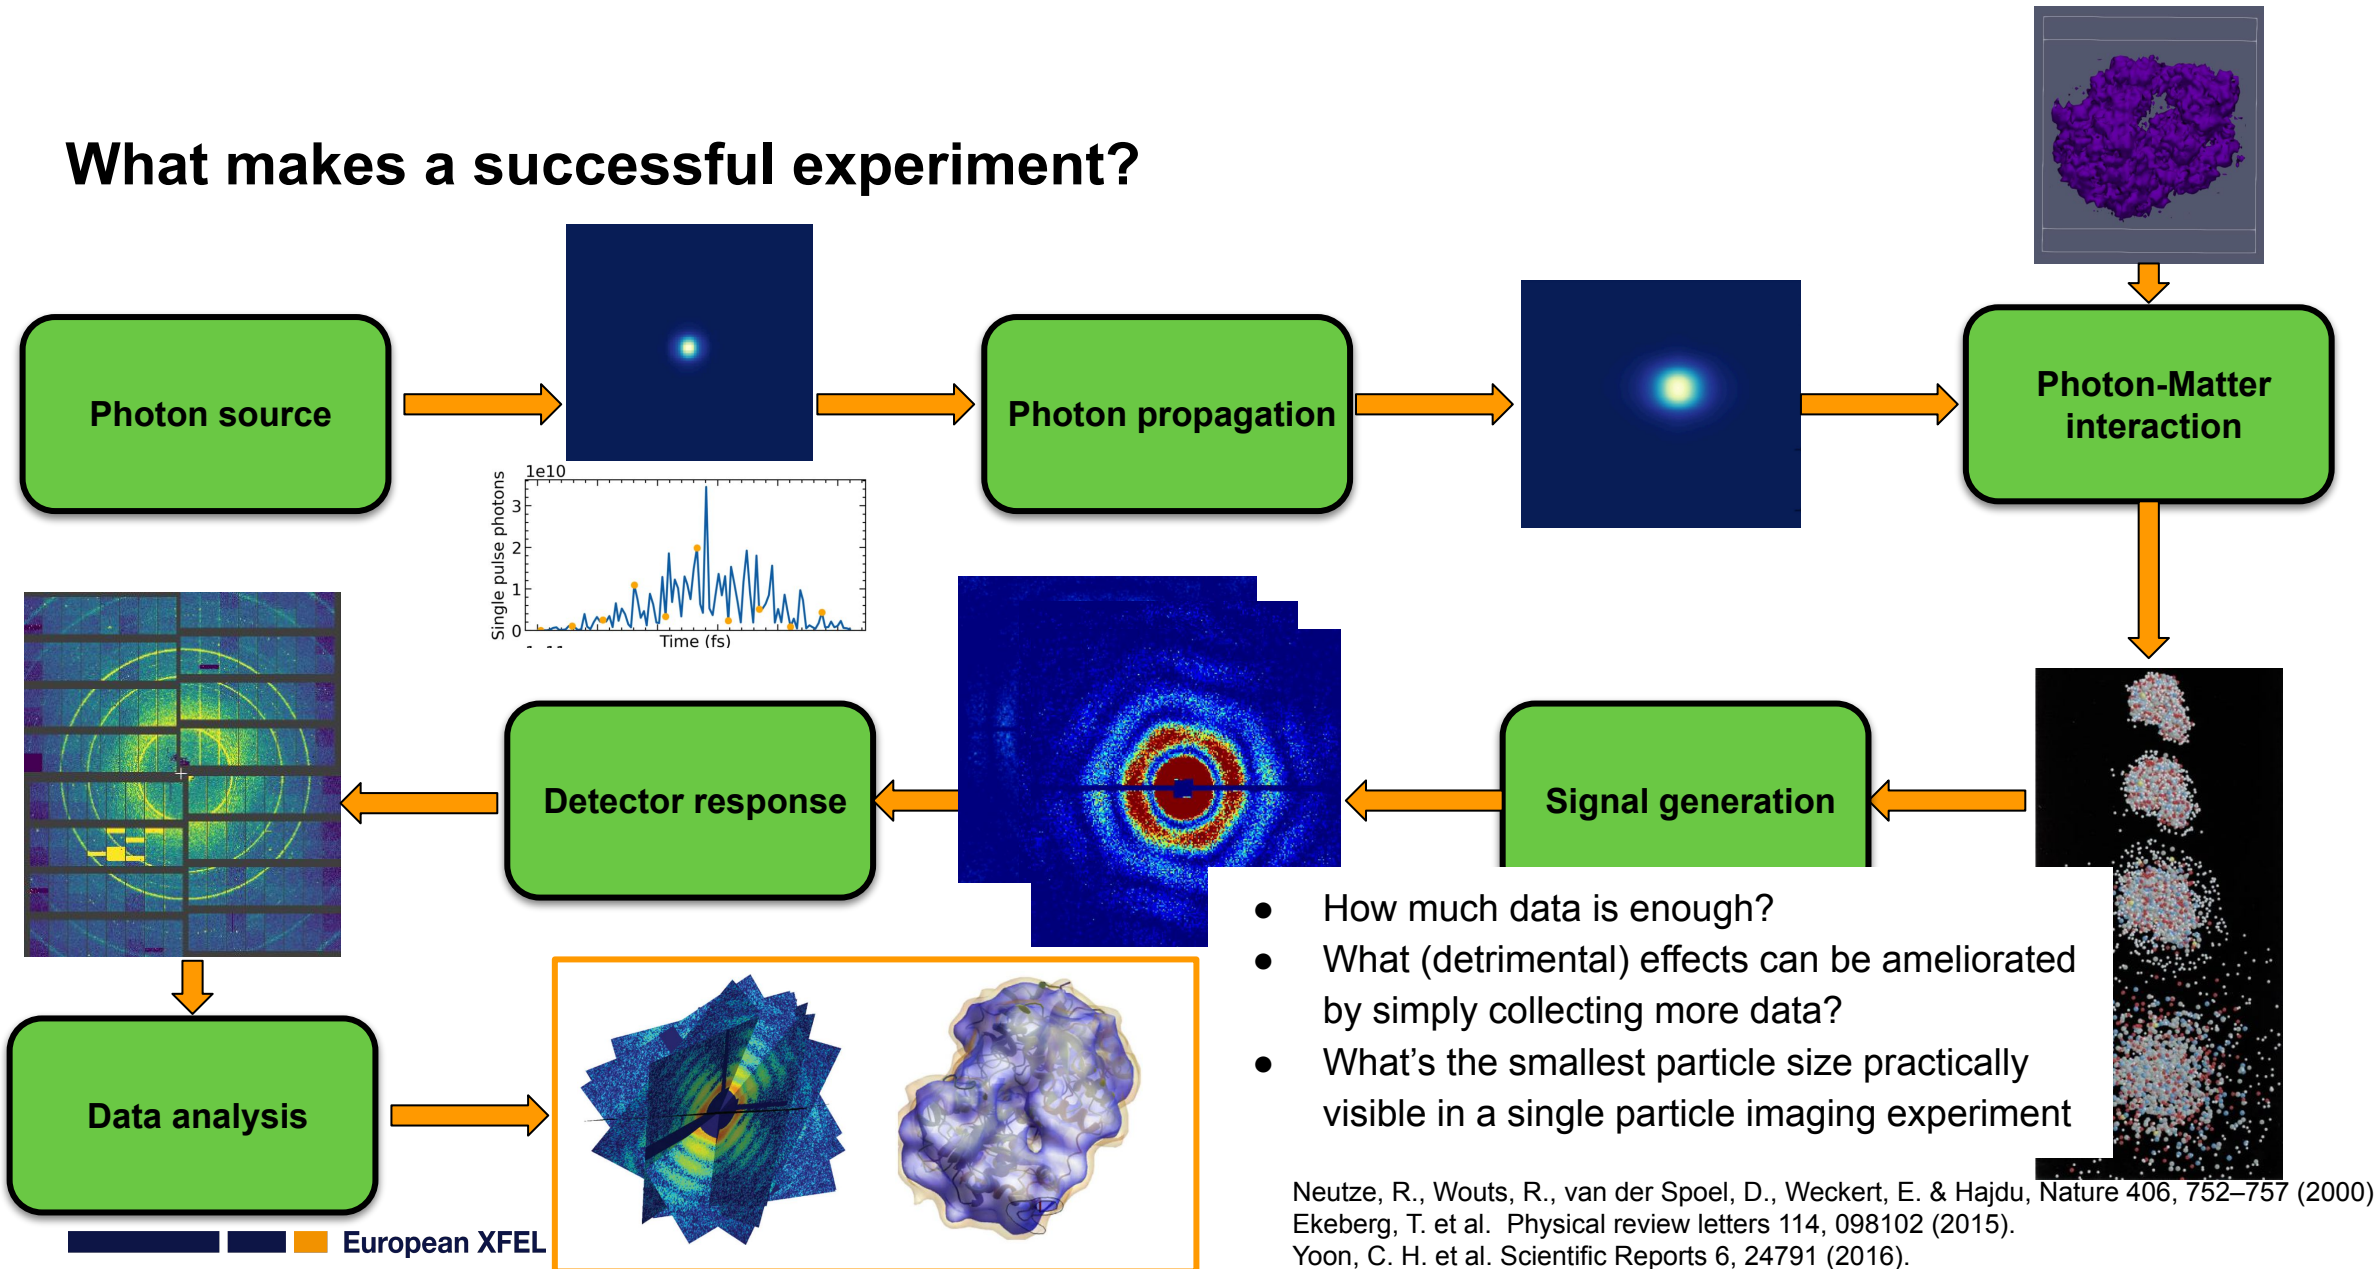 What makes a successful experiment?
Photon source
Photon propagation
Photon-Matter
interaction
1e10
Single pulse photons
3
2
1
0
Time (fs)
Detector response
Signal generation
Data analysis
● How much data is enough?
● What (detrimental) effects can be ameliorated
by simply collecting more data?
● What’s the smallest particle size practically
visible in a single particle imaging experiment
Neutze, R., Wouts, R., van der Spoel, D., Weckert, E. & Hajdu, Nature 406, 752–757 (2000)
Ekeberg, T. et al. Physical review letters 114, 098102 (2015).
Yoon, C. H. et al. Scientific Reports 6, 24791 (2016).
European XFEL